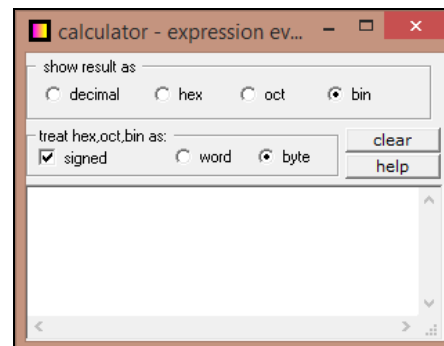 calculator - expression ev...
show result as
decimal hex oct bin
treat hex,oct,bin as:
signed word byte
clear
help